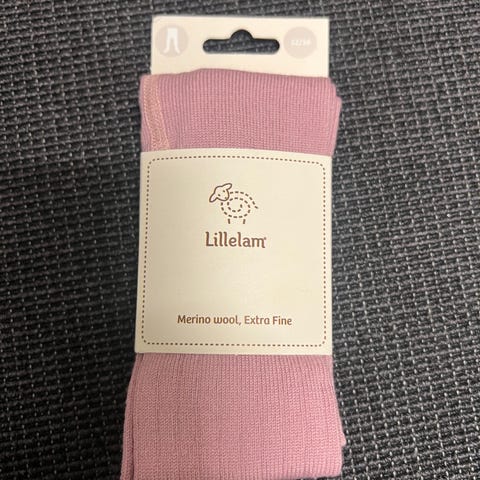 Lillelam
Merino wool, Extra Fine